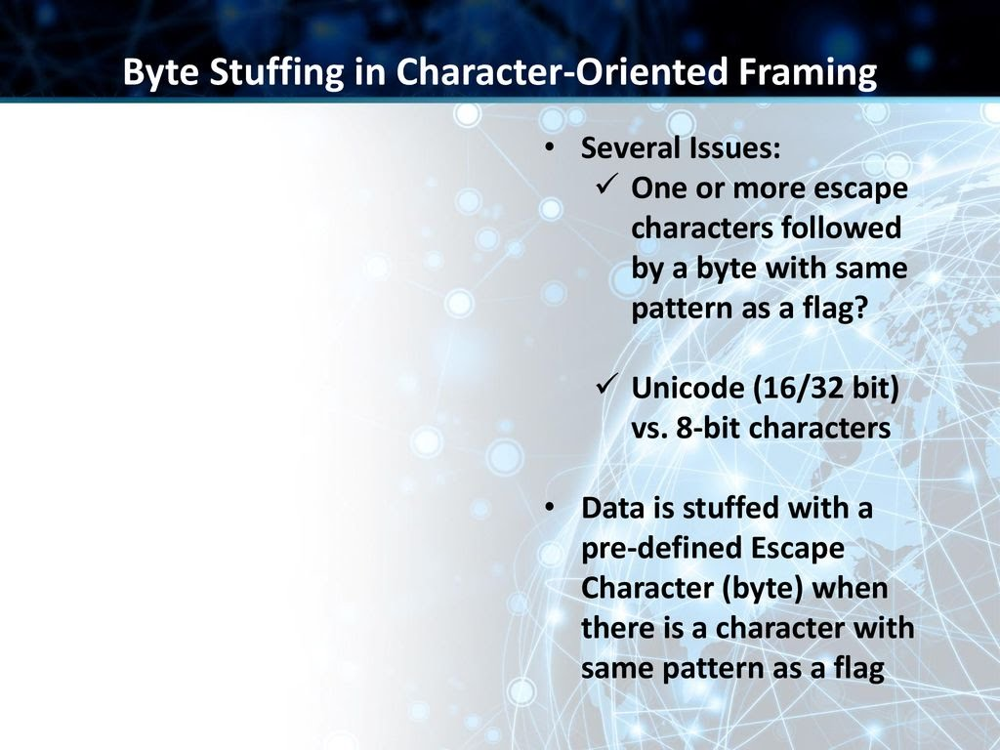 Byte Stuffing in Character-Oriented Framing
• Several Issues:
✓ One or more escape
characters followed
by a byte with same
pattern as a flag?
✓ Unicode (16/32 bit)
vs. 8-bit characters
• Data is stuffed with a
pre-defined Escape
Character (byte) when
there is a character with
same pattern as a flag